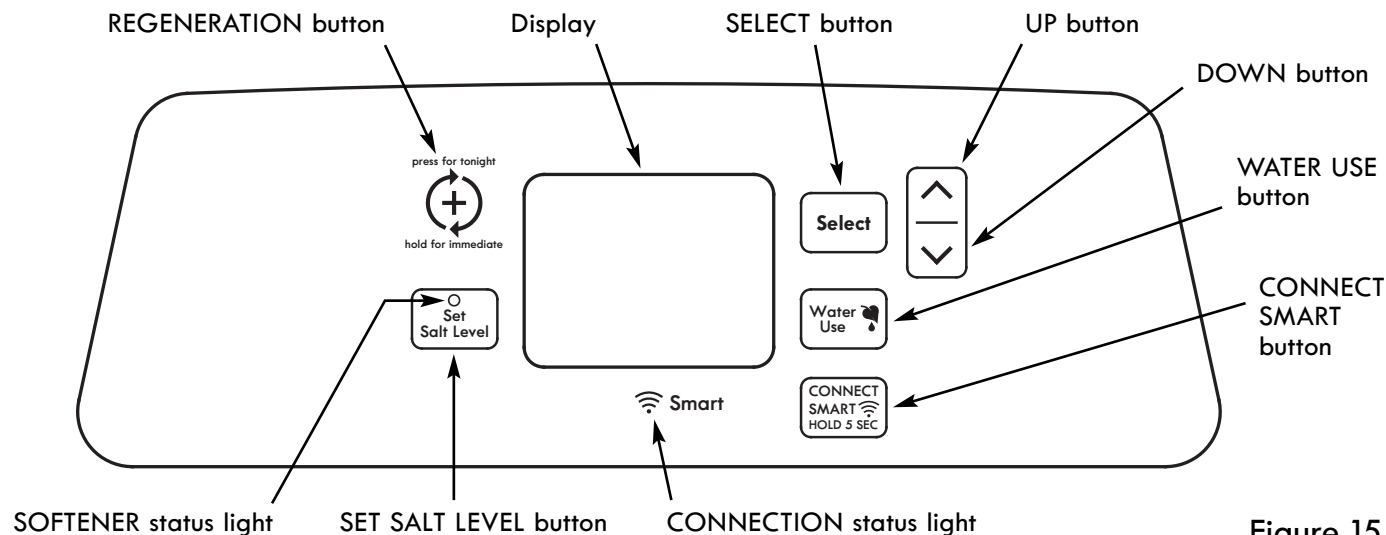 REGENERATION button
Display
SELECT button
UP button
DOWN button
WATER USE
button
CONNECT
SMART
button
press for tonight
hold for immediate
Select
Set
Salt Level
Water
Use
CONNECT
SMART
HOLD 5 SEC
Smart
SOFTENER status light
SET SALT LEVEL button
CONNECTION status light
Figure 15